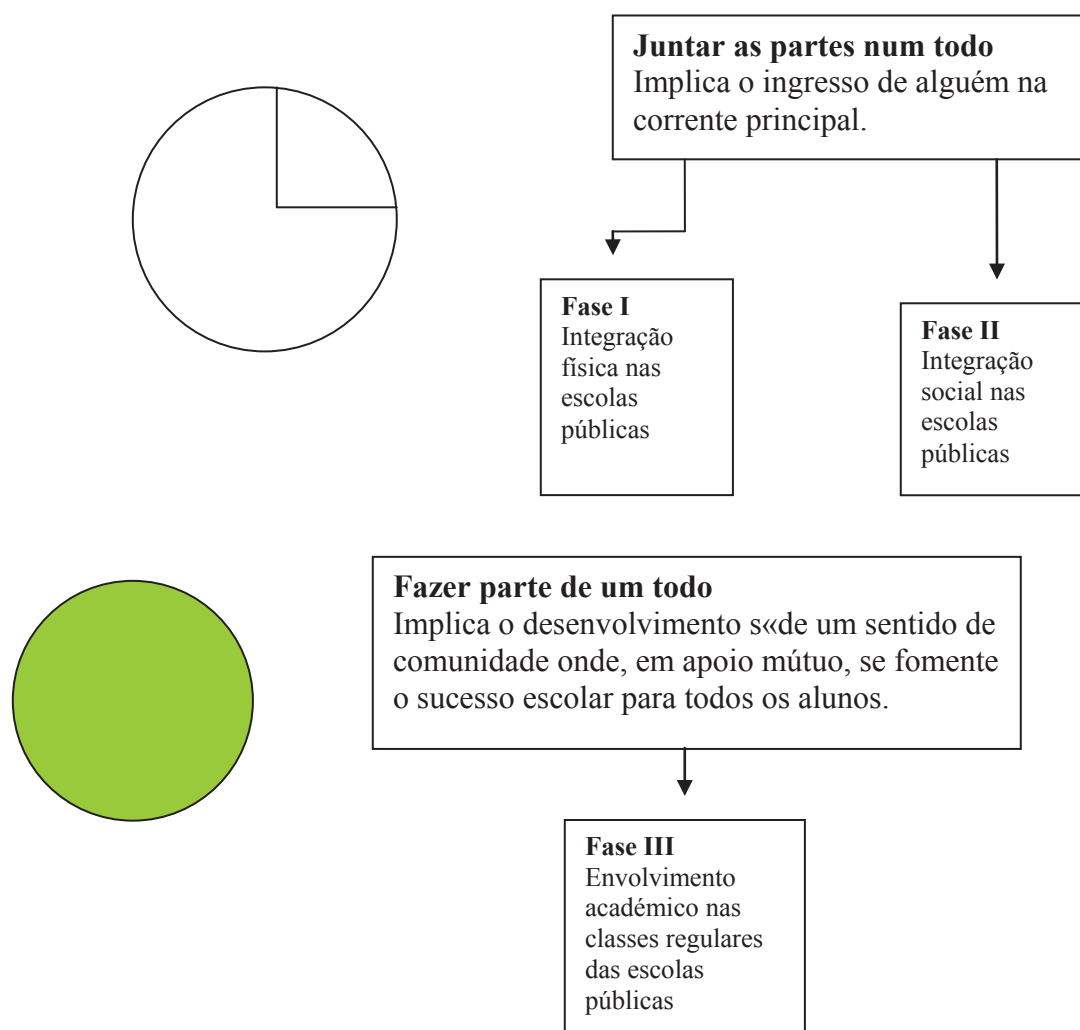 Juntar as partes num todo
Implica o ingresso de alguém na
corrente principal.
Fase I
Integração
física nas
escolas
públicas
Fase II
Integração
social nas
escolas
públicas
Fazer parte de um todo
Implica o desenvolvimento s«de um sentido de
comunidade onde, em apoio mútuo, se fomente
o sucesso escolar para todos os alunos.
Fase III
Envolvimento
académico nas
classes regulares
das escolas
públicas